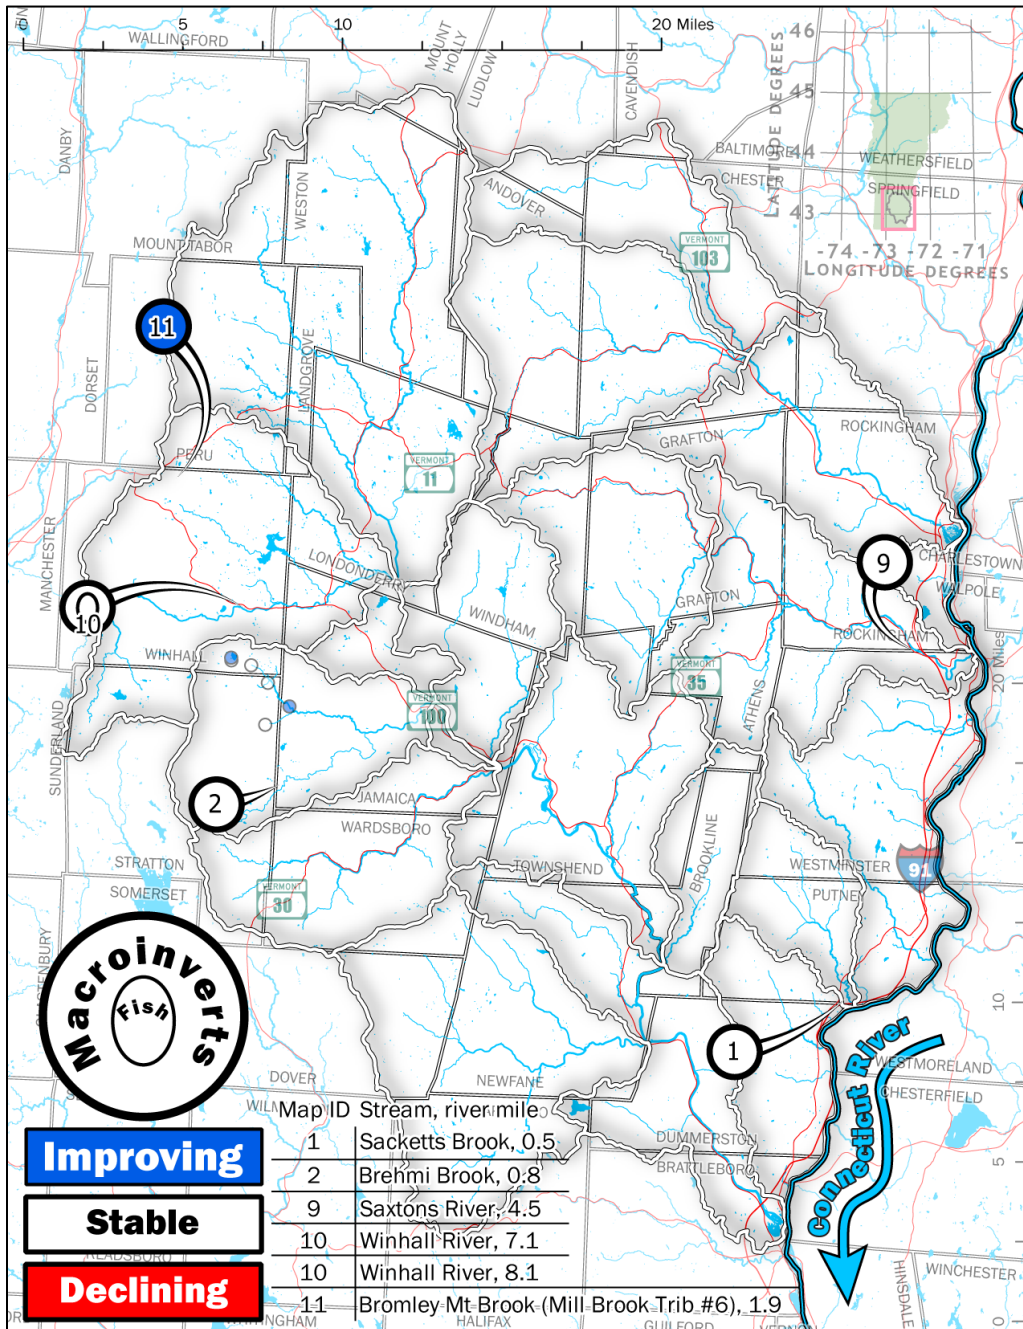 0 5 10 20 Miles
WALLINGFORD
MOUNT
HOLLY
LUDLOW
CAVENDISH
DANBY
WESTON
ANDOVER
BALTIMORE
CHESTER
WEATHERSFIELD
SPRINGFIELD
LATITUDE DEGREES
46
45
44
43
-74 -73 -72 -71
LONGITUDE DEGREES
MOUNT TABOR
VERMONT
103
11
DORSET
LANDGROVE
PERU
GRAFTON
ROCKINGHAM
VERMONT
11
MANCHESTER
LONDONDERRY
9
CHARLESTOWN
WALPOLE
10
WINDHAM
GRAFTON
ROCKINGHAM
WINHALL
VERMONT
35
ATHENS
20 Miles
VERMONT
100
SUNDERLAND
2
JAMAICA
WARDSBORO
STRATTON
SOMERSET
TOWNSHEND
BROOKLINE
WESTMINSTER
PUTNEY
91
VERMONT
30
Macroinverts
Fish
10
1
Connecticut River
WESTMORELAND
CHESTERFIELD
DOVER
NEWFANE
DUMMERSTON
BRATTLEBORO
5
Map ID Stream, river mile
1 Sacketts Brook, 0.5
2 Brehmi Brook, 0.8
9 Saxtons River, 4.5
10 Winhall River, 7.1
10 Winhall River, 8.1
11 Bromley Mt Brook (Mill Brook Trib #6), 1.9
Improving
Stable
Declining
READSBORO
HALIFAX
GUILFORD
HINSDALE
WINCHESTER
0